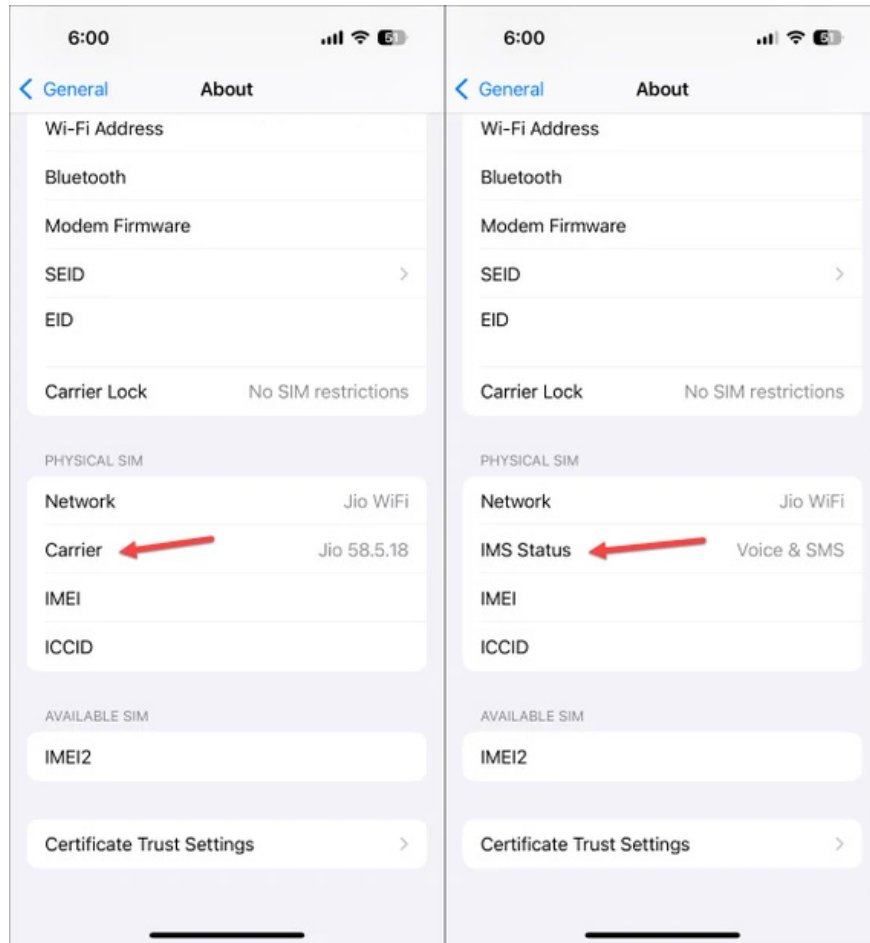 6:00 51
General About
Wi-Fi Address
Bluetooth
Modem Firmware
SEID
EID
Carrier Lock No SIM restrictions
PHYSICAL SIM
Network Jio WiFi
Carrier Jio 58.5.18
IMEI
ICCID
AVAILABLE SIM
IMEI2
Certificate Trust Settings
6:00 51
General About
Wi-Fi Address
Bluetooth
Modem Firmware
SEID
EID
Carrier Lock No SIM restrictions
PHYSICAL SIM
Network Jio WiFi
IMS Status Voice & SMS
IMEI
ICCID
AVAILABLE SIM
IMEI2
Certificate Trust Settings